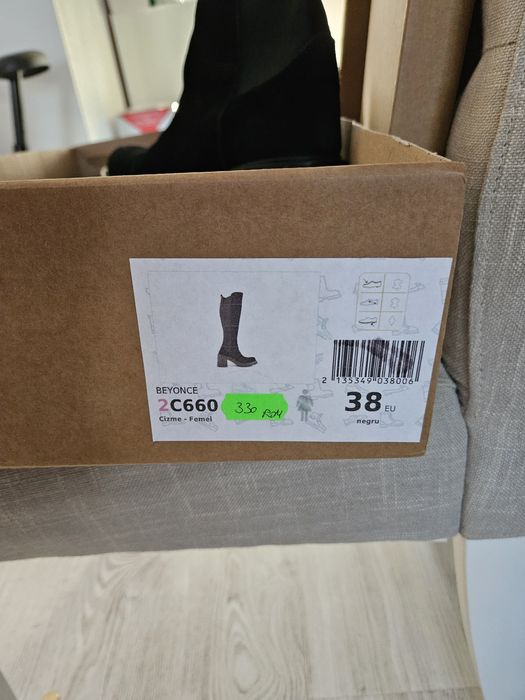 2 135349 038006
BEYONCE
2C660
330 RON
38 EU
Cizme - Femei
negru